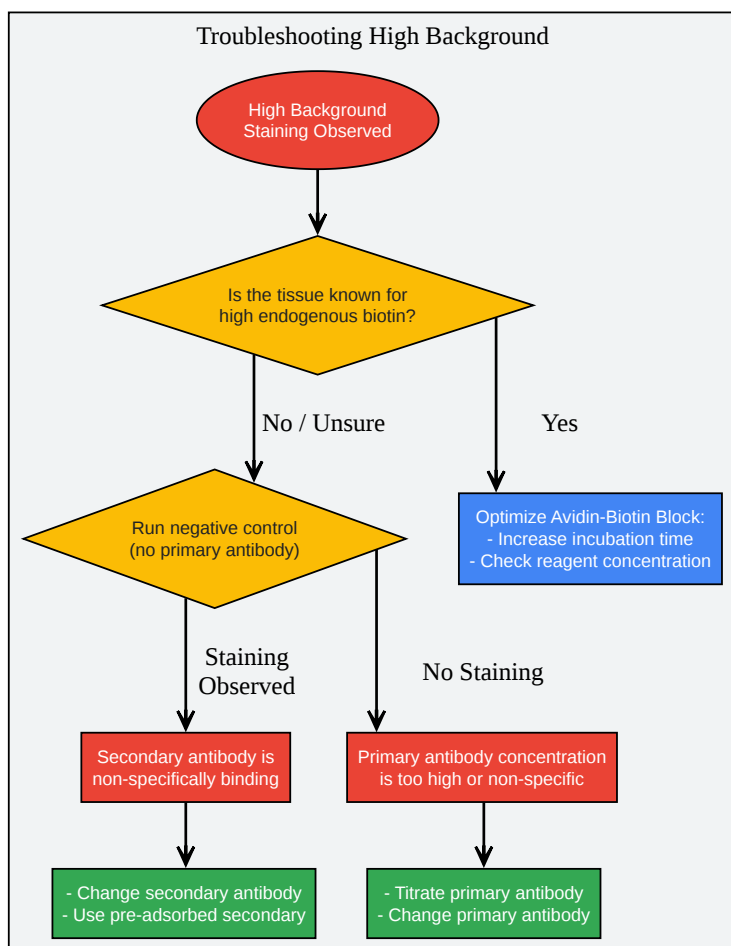 Troubleshooting High Background
High Background
Staining Observed
Is the tissue known for
high endogenous biotin?
No / Unsure
Yes
Run negative control
(no primary antibody)
Optimize Avidin-Biotin Block:
- Increase incubation time
- Check reagent concentration
Staining
Observed
No Staining
Secondary antibody is
non-specifically binding
Primary antibody concentration
is too high or non-specific
- Change secondary antibody
- Use pre-adsorbed secondary
- Titrate primary antibody
- Change primary antibody